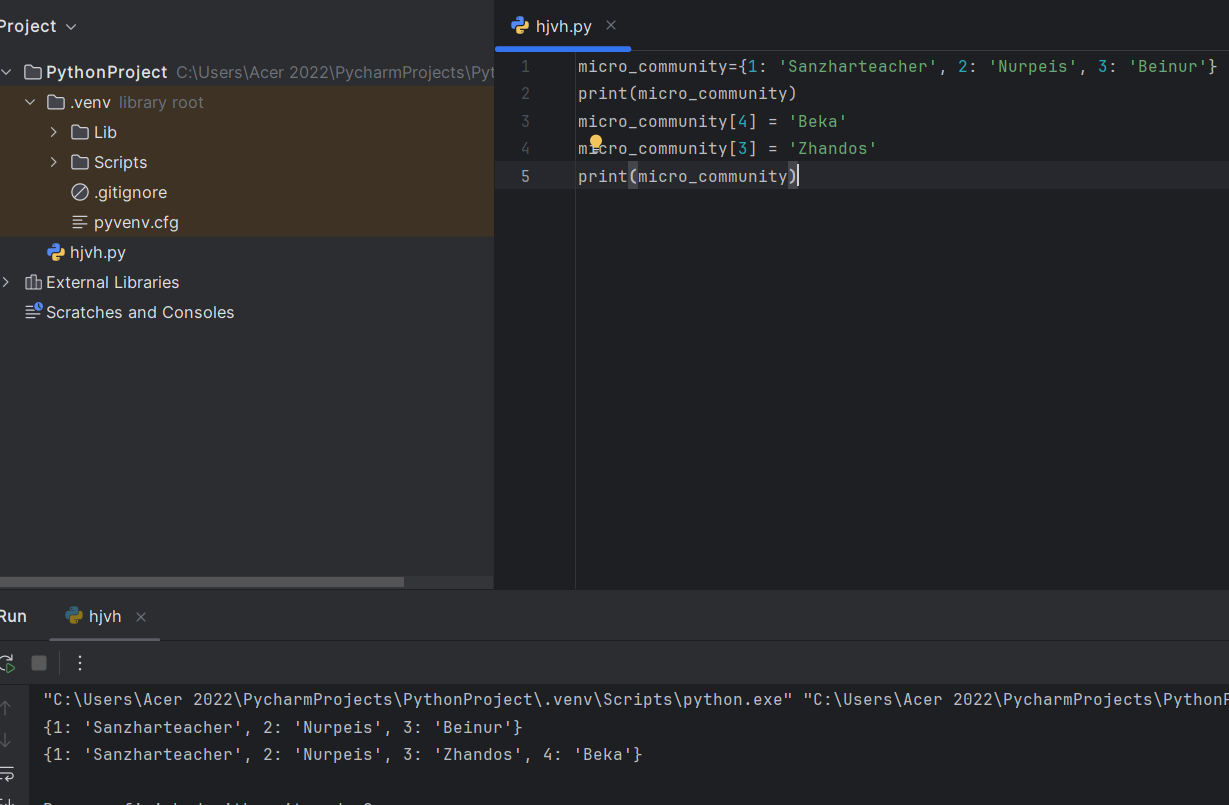 Project
PythonProject C:\Users\Acer 2022\PycharmProjects\Pyt
.venv library root
Lib
Scripts
.gitignore
pyvenv.cfg
hjvh.py
External Libraries
Scratches and Consoles
hjvh.py
1 micro_community={1: 'Sanzharteacher', 2: 'Nurpeis', 3: 'Beinur'}
2 print(micro_community)
3 micro_community[4] = 'Beka'
4 micro_community[3] = 'Zhandos'
5 print(micro_community)
Run hjvh
"C:\Users\Acer 2022\PycharmProjects\PythonProject\.venv\Scripts\python.exe" "C:\Users\Acer 2022\PycharmProjects\PythonP
{1: 'Sanzharteacher', 2: 'Nurpeis', 3: 'Beinur'}
{1: 'Sanzharteacher', 2: 'Nurpeis', 3: 'Zhandos', 4: 'Beka'}